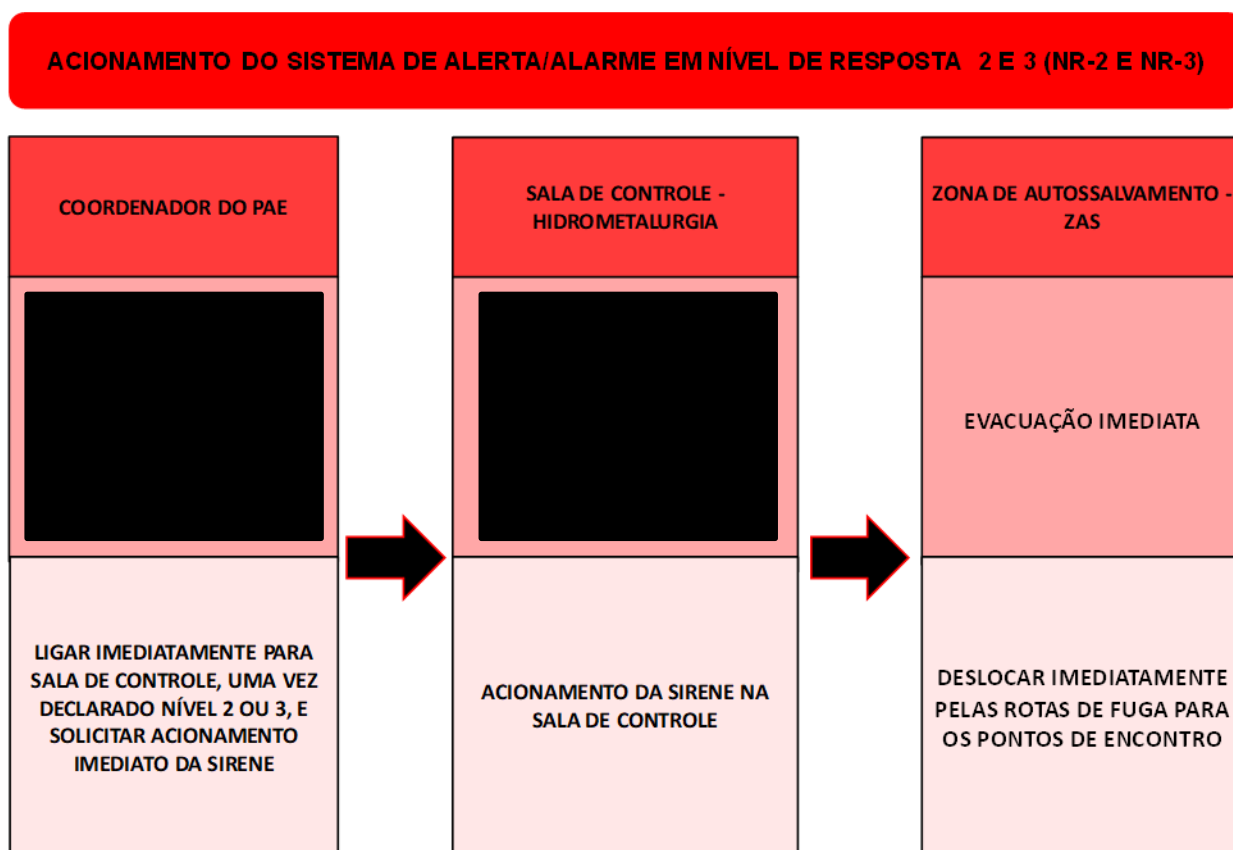 ACIONAMENTO DO SISTEMA DE ALERTA/ALARME EM NÍVEL DE RESPOSTA 2 E 3 (NR-2 E NR-3)
COORDENADOR DO PAE
LIGAR IMEDIATAMENTE PARA
SALA DE CONTROLE, UMA VEZ
DECLARADO NÍVEL 2 OU 3, E
SOLICITAR ACIONAMENTO
IMEDIATO DA SIRENE
SALA DE CONTROLE -
HIDROMETALURGIA
ACIONAMENTO DA SIRENE NA
SALA DE CONTROLE
ZONA DE AUTOSSALVAMENTO -
ZAS
EVACUAÇÃO IMEDIATA
DESLOCAR IMEDIATAMENTE
PELAS ROTAS DE FUGA PARA
OS PONTOS DE ENCONTRO